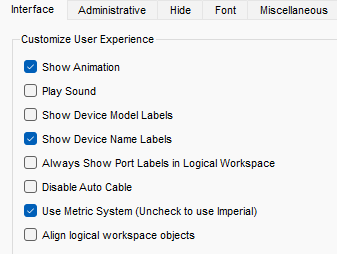 Interface Administrative Hide Font Miscellaneous
Customize User Experience
Show Animation
Play Sound
Show Device Model Labels
Show Device Name Labels
Always Show Port Labels in Logical Workspace
Disable Auto Cable
Use Metric System (Uncheck to use Imperial)
Align logical workspace objects